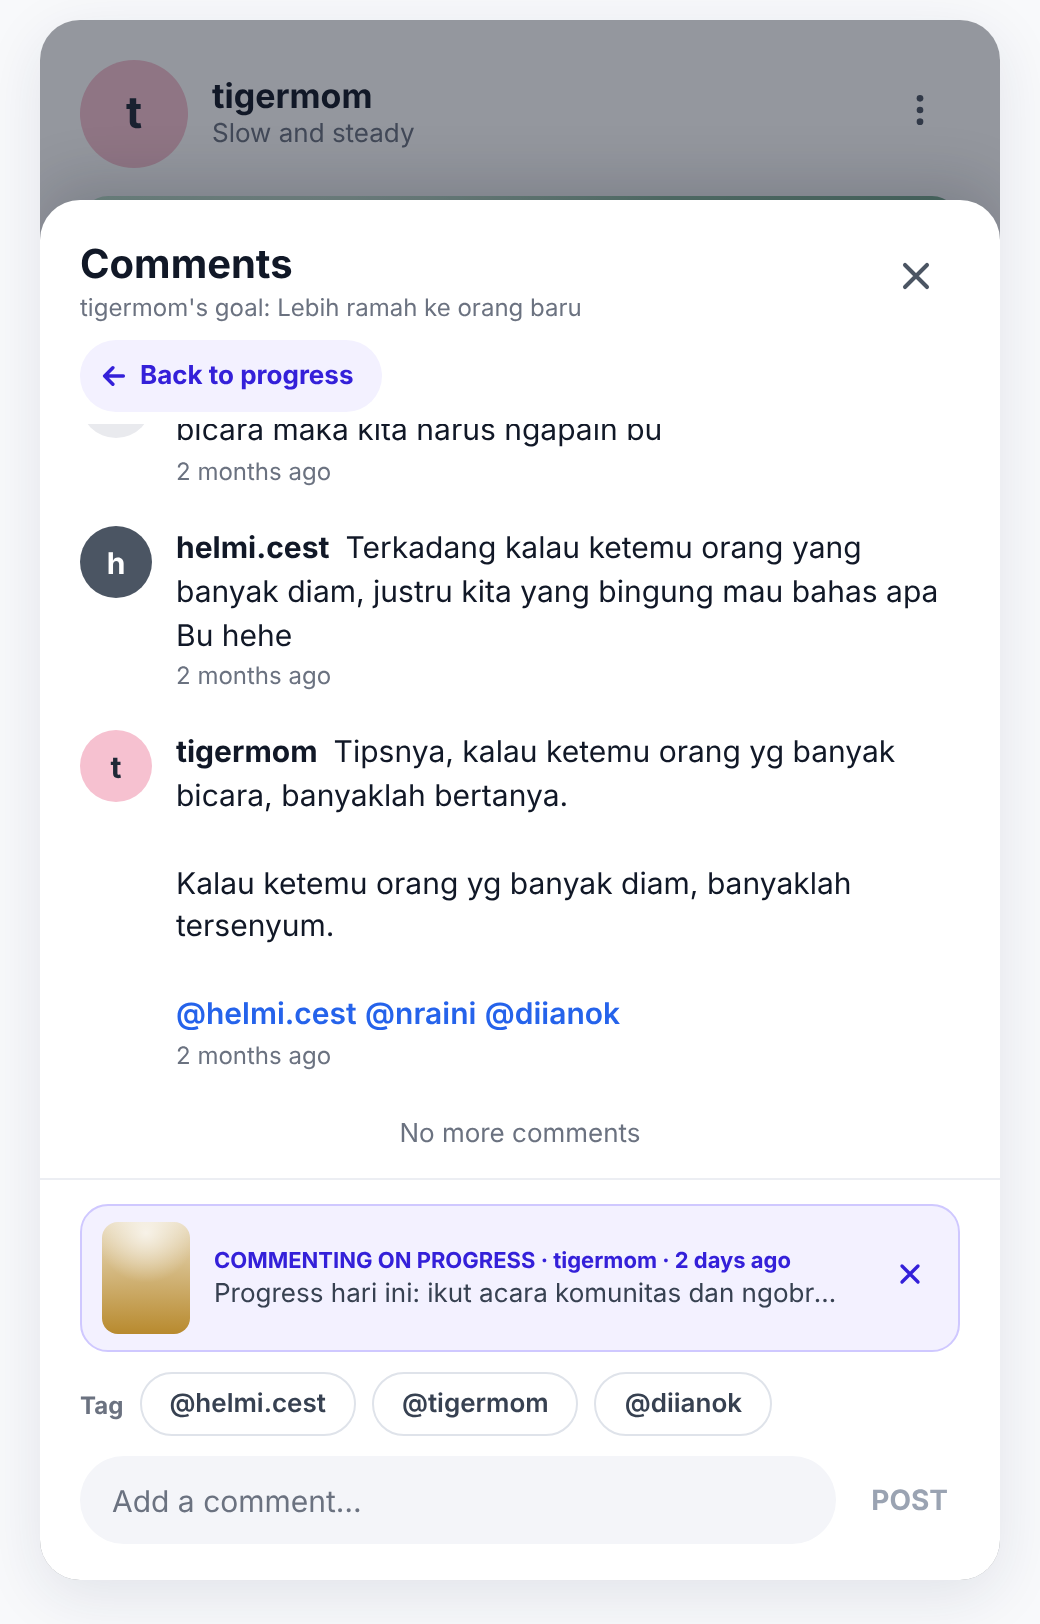 t
tigermom
Slow and steady
Comments
tigermom's goal: Lebih ramah ke orang baru
← Back to progress
bicara maka kita harus ngapain bu
2 months ago
h
helmi.cest Terkadang kalau ketemu orang yang
banyak diam, justru kita yang bingung mau bahas apa
Bu hehe
2 months ago
t
tigermom Tipsnya, kalau ketemu orang yg banyak
bicara, banyaklah bertanya.
Kalau ketemu orang yg banyak diam, banyaklah
tersenyum.
@helmi.cest @nraini @diianok
2 months ago
No more comments
COMMENTING ON PROGRESS · tigermom · 2 days ago
Progress hari ini: ikut acara komunitas dan ngobr...
Tag @helmi.cest @tigermom @diianok
Add a comment... POST